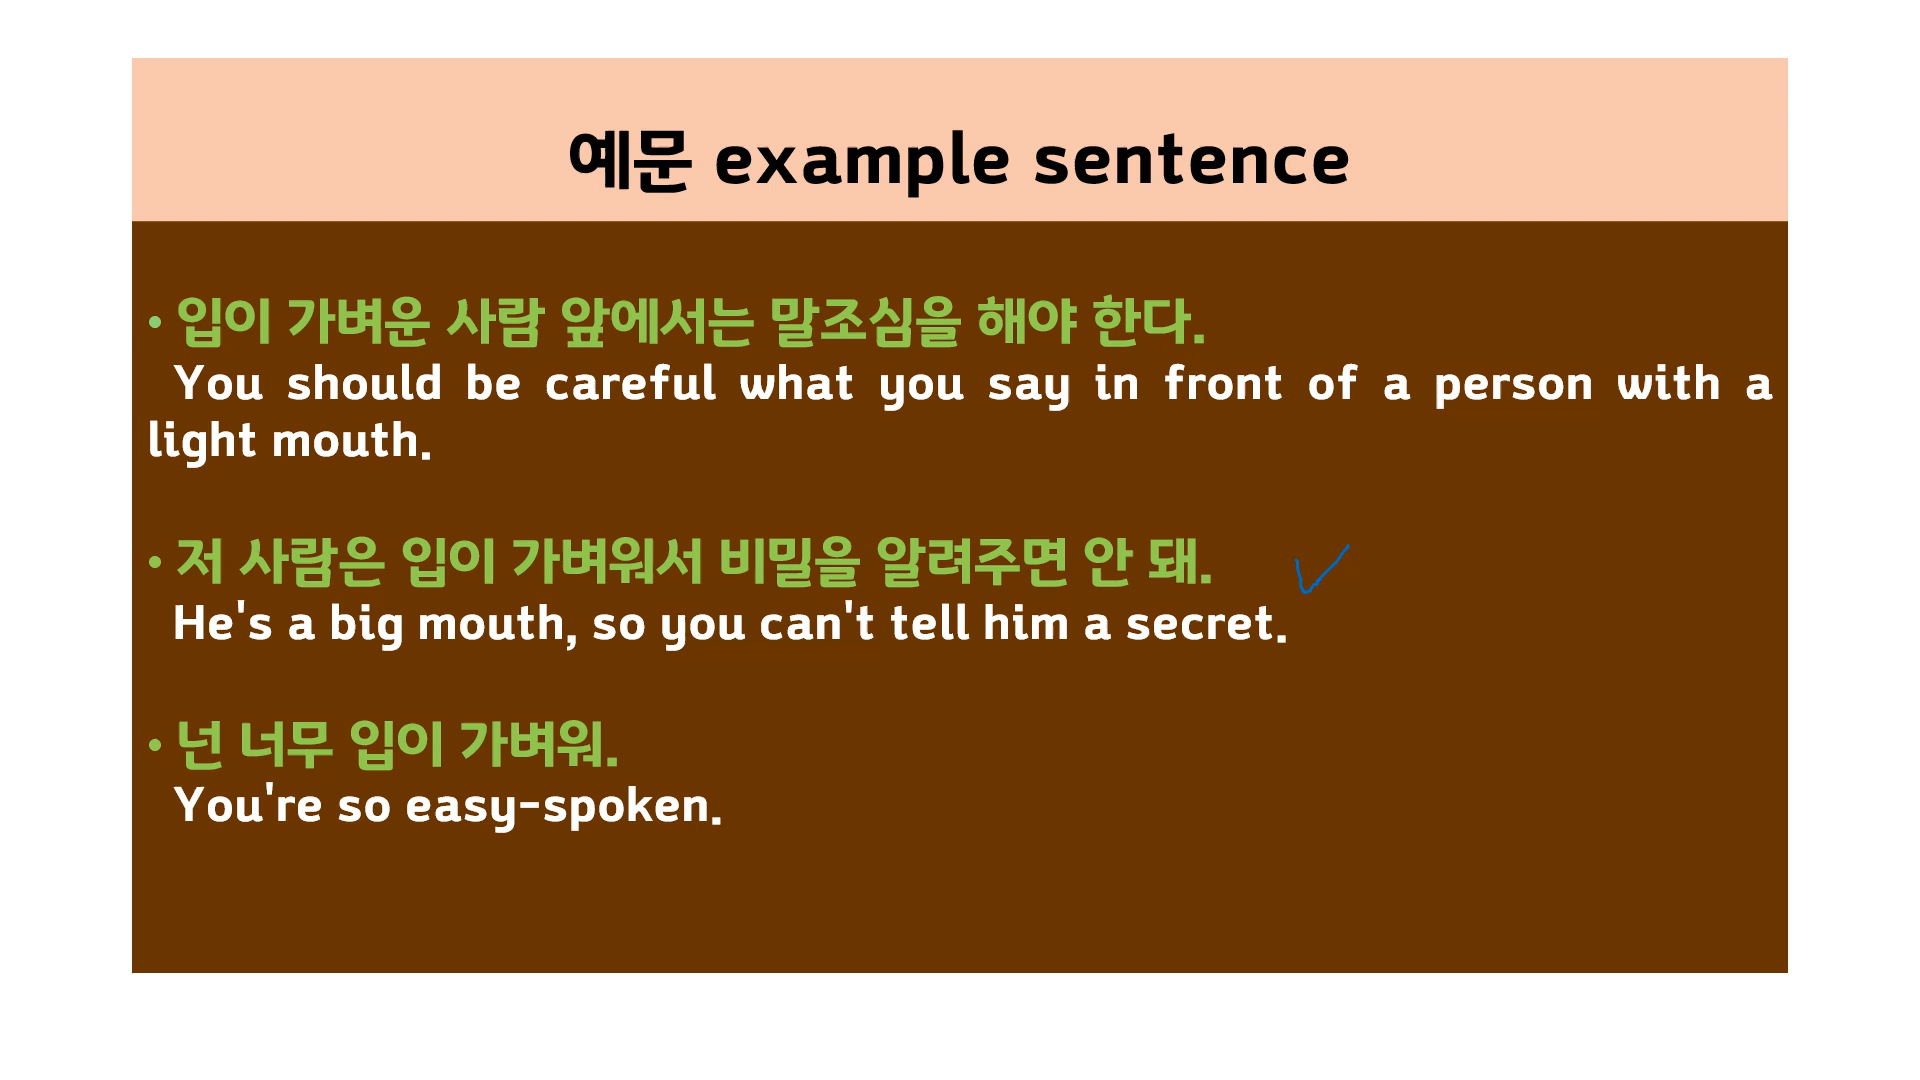 예문 example sentence
• 입이 가벼운 사람 앞에서는 말조심을 해야 한다.
You should be careful what you say in front of a person with a
light mouth.
• 저 사람은 입이 가벼워서 비밀을 알려주면 안 돼.
He's a big mouth, so you can't tell him a secret.
• 넌 너무 입이 가벼워.
You're so easy-spoken.